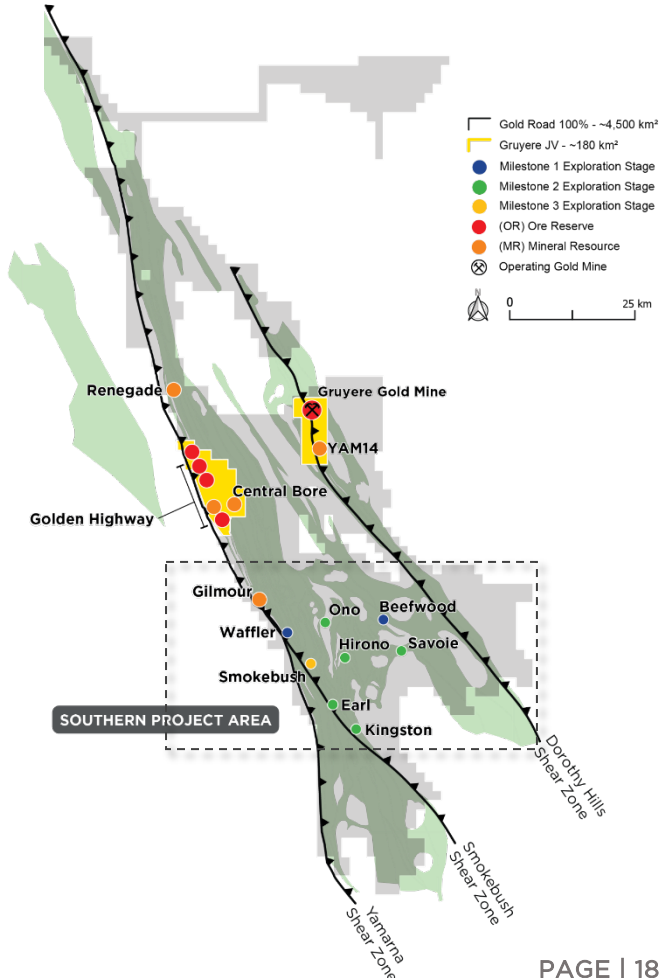 Gold Road 100% - ~4,500 km²
Gruyere JV - ~180 km²
Milestone 1 Exploration Stage
Milestone 2 Exploration Stage
Milestone 3 Exploration Stage
(OR) Ore Reserve
(MR) Mineral Resource
Operating Gold Mine
N
0 25 km
Renegade
Gruyere Gold Mine
YAM14
Central Bore
Golden Highway
Gilmour
Ono
Beefwood
Waffler
Hirono
Savoie
Smokebush
Earl
SOUTHERN PROJECT AREA
Kingston
Dorothy Hills
Shear Zone
Smokebush
Shear Zone
Yamarna
Shear Zone
PAGE | 18